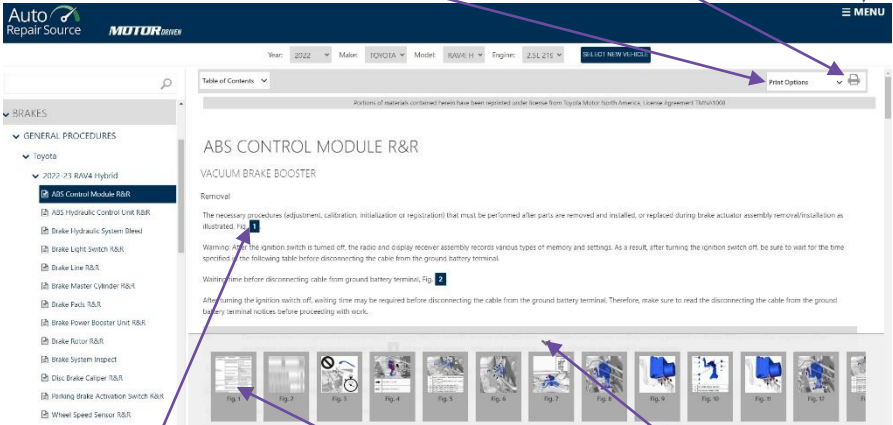 Auto
Repair Source MOTOR DRIVEN
≡ MENU
Year: 2022 Make: TOYOTA Model: RAV4: H Engine: 2.5L 219 SELECT NEW VEHICLE
Table of Contents
Print Options
Portions of materials contained herein have been reprinted under license from Toyota Motor North America, License Agreement TMNA1008
BRAKES
GENERAL PROCEDURES
Toyota
2022-23 RAV4 Hybrid
ABS Control Module R&R
ABS Hydraulic Control Unit R&R
Brake Hydraulic System Bleed
Brake Light Switch R&R
Brake Line R&R
Brake Master Cylinder R&R
Brake Pads R&R
Brake Power Booster Unit R&R
Brake Rotor R&R
Brake System Inspect
Disc Brake Caliper R&R
Parking Brake Activation Switch R&R
Wheel Speed Sensor R&R
ABS CONTROL MODULE R&R
VACUUM BRAKE BOOSTER
Removal
The necessary procedures (adjustment, calibration, initialization or registration) that must be performed after parts are removed and installed, or replaced during brake actuator assembly removal/installation as
illustrated, Fig. 1
Warning: After the ignition switch is turned off, the radio and display receiver assembly records various types of memory and settings. As a result, after turning the ignition switch off, be sure to wait for the time
specified in the following table before disconnecting the cable from the ground battery terminal.
Waiting time before disconnecting cable from ground battery terminal, Fig. 2
After turning the ignition switch off, waiting time may be required before disconnecting the cable from the ground battery terminal. Therefore, make sure to read the disconnecting the cable from the ground
battery terminal notices before proceeding with work.
Fig. 1 Fig. 2 Fig. 3 Fig. 4 Fig. 5 Fig. 6 Fig. 7 Fig. 8 Fig. 9 Fig. 10 Fig. 11 Fig. 12